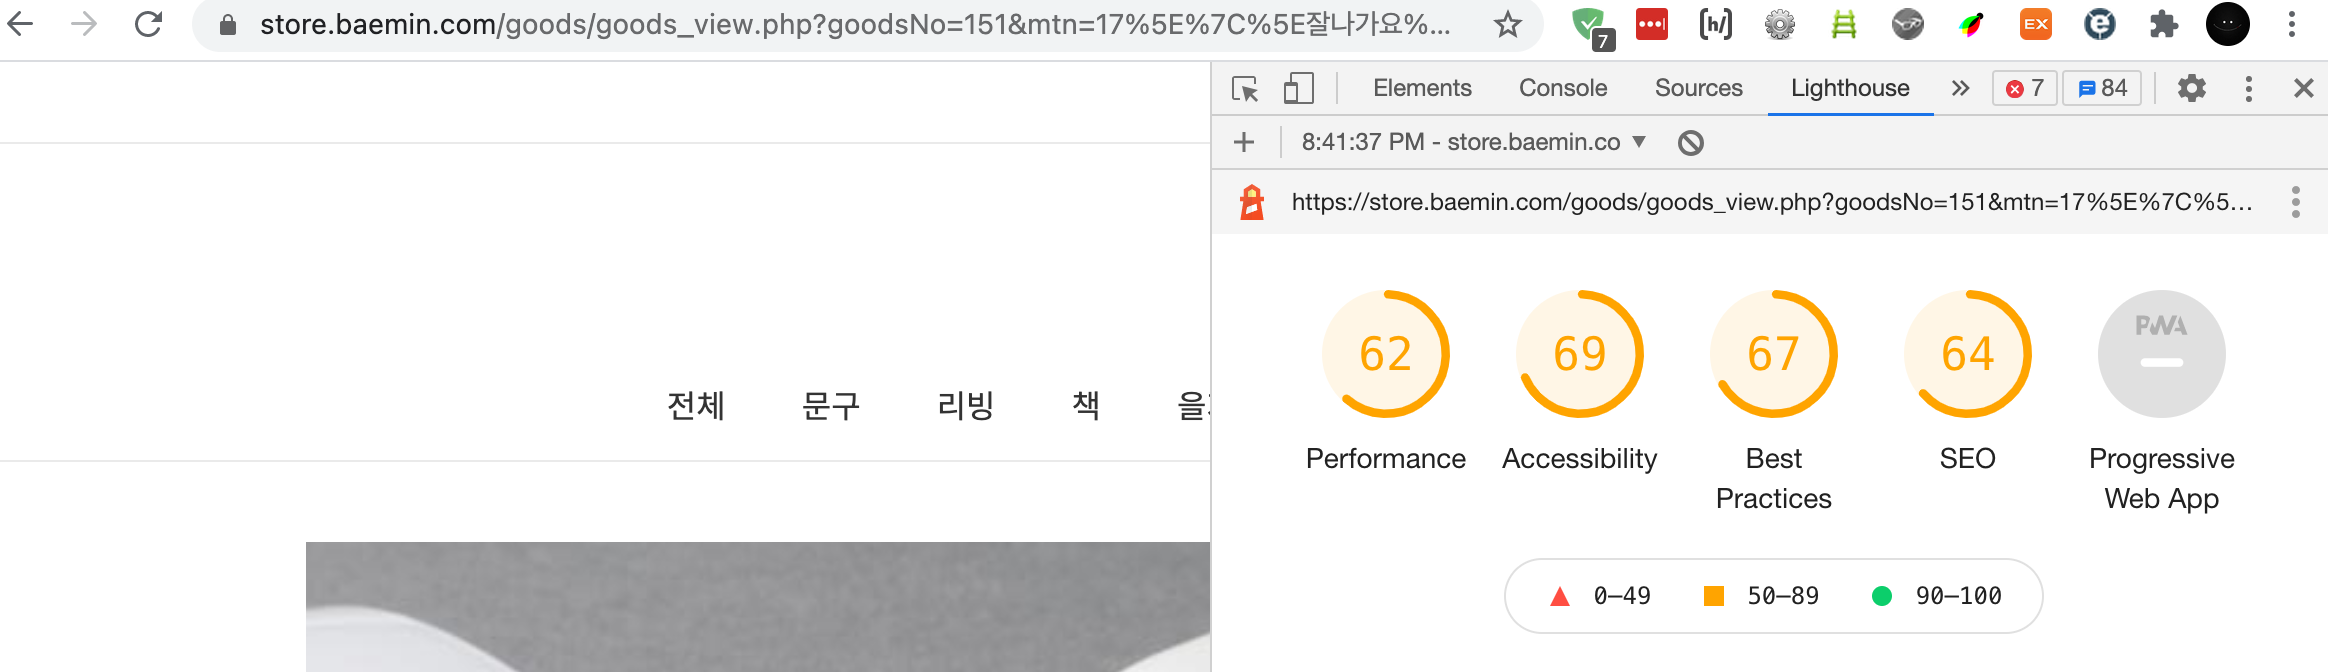 store.baemin.com/goods/goods_view.php?goodsNo=151&mtn=17%5E%7C%5E잘나가요%...
7
EX
Elements Console Sources Lighthouse 7 84
8:41:37 PM - store.baemin.co
https://store.baemin.com/goods/goods_view.php?goodsNo=151&mtn=17%5E%7C%5...
62 69 67 64 PWA
전체 문구 리빙 책 을
Performance Accessibility Best Practices SEO Progressive Web App
0–49 50–89 90–100